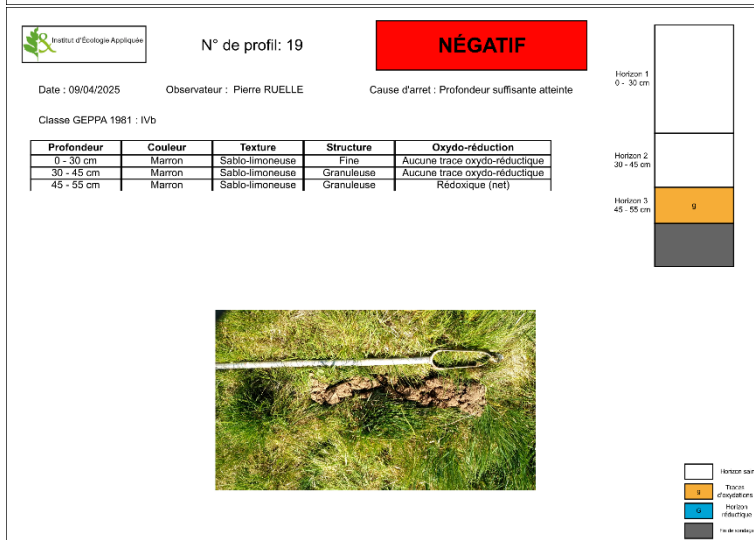 Institut d'Écologie Appliquée
N° de profil: 19
NÉGATIF
Date : 09/04/2025 Observateur : Pierre RUELLE Cause d'arret : Profondeur suffisante atteinte
Classe GEPPA 1981 : IVb
Profondeur Couleur Texture Structure Oxydo-réduction
0 - 30 cm Marron Sablo-limoneuse Fine Aucune trace oxydo-réductique
30 - 45 cm Marron Sablo-limoneuse Granuleuse Aucune trace oxydo-réductique
45 - 55 cm Marron Sablo-limoneuse Granuleuse Rédoxique (net)
Horizon 1
0 - 30 cm
Horizon 2
30 - 45 cm
Horizon 3
45 - 55 cm
g
Horizon sain
g Traces
d'oxydations
G Horizon
réductique
Fin de sondage